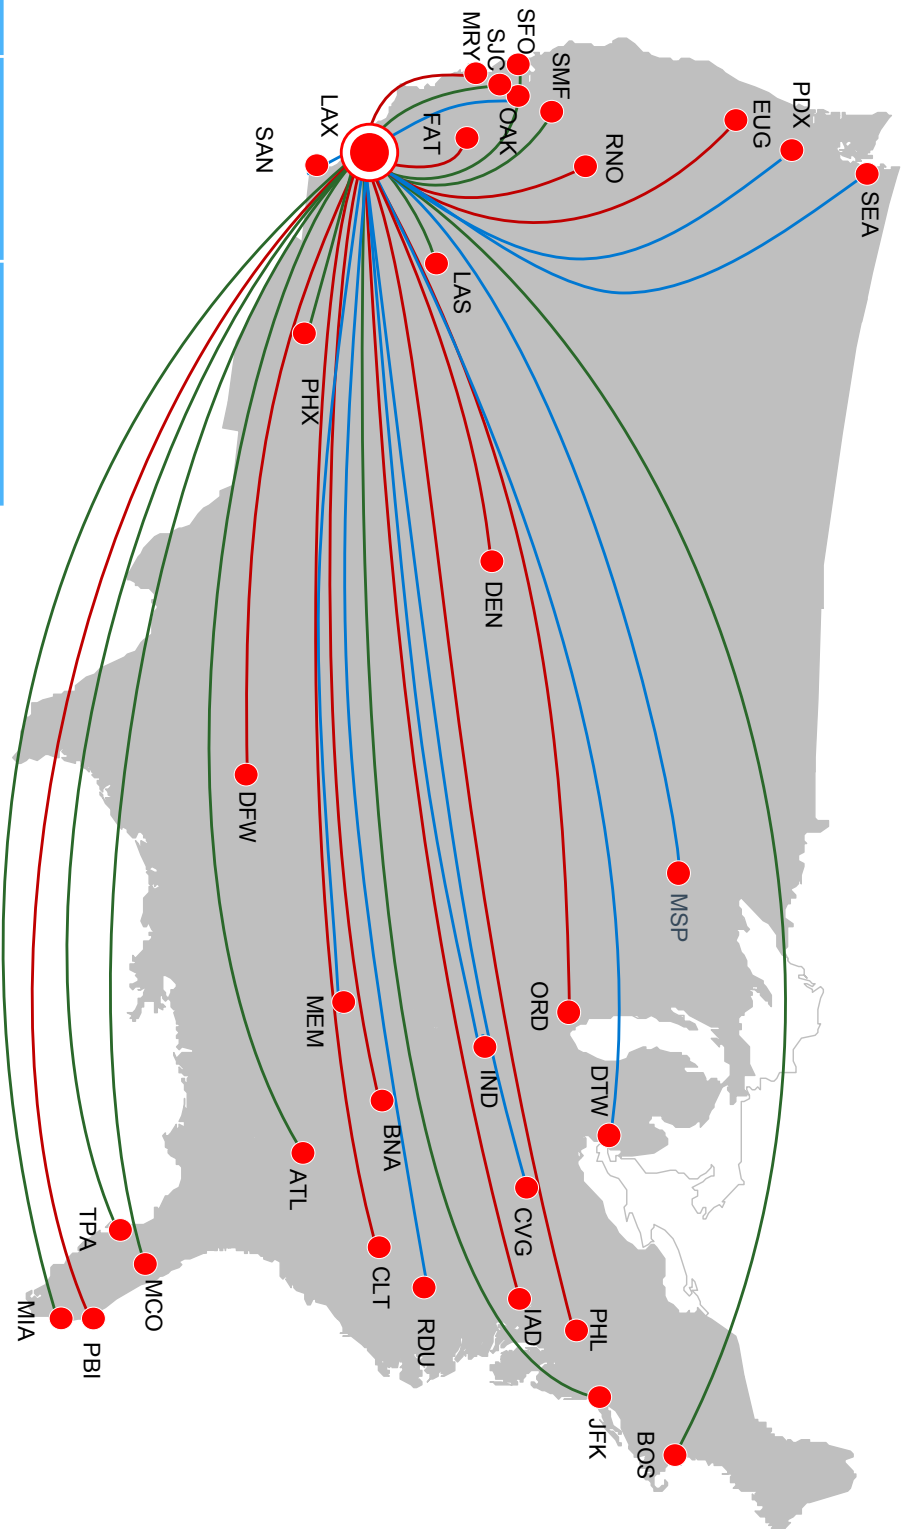 SFO
SJC
MRY
SMF
OAK
FAT
LAX
SAN
RNO
EUG
PDX
SEA
LAS
PHX
DEN
DFW
MSP
ORD
MEM
IND
DTW
BNA
ATL
CVG
CLT
RDU
IAD
PHL
JFK
BOS
TPA
MCO
MIA
PBI